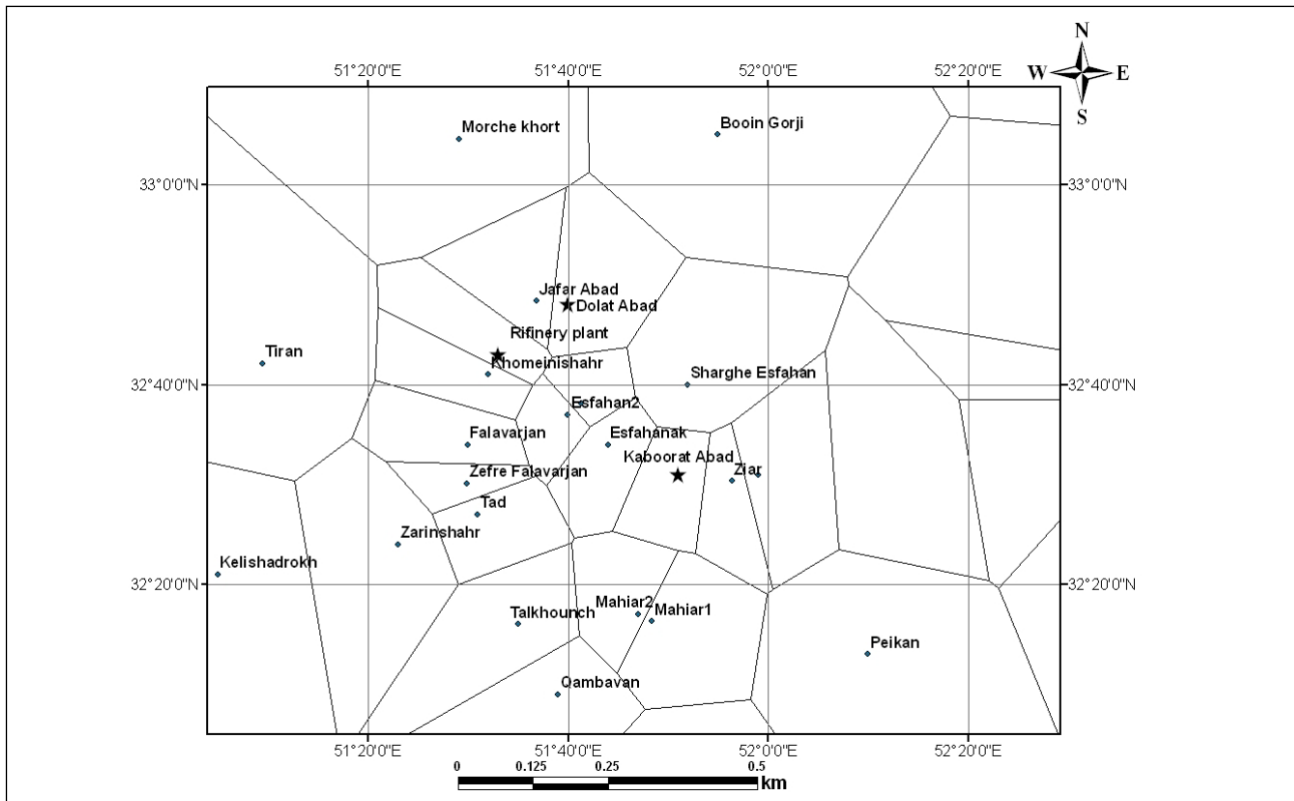 N
W E
S
51°20'0"E 51°40'0"E 52°0'0"E 52°20'0"E
Morche khort
Booin Gorji
33°0'0"N 33°0'0"N
Jafar Abad
Dolat Abad
Rifinery plant
Tiran
Khomeinishahr
Sharghe Esfahan
32°40'0"N 32°40'0"N
Esfahan2
Falavarjan
Esfahanak
Kaboorat Abad
Zefre Falavarjan
Ziar
Tad
Zarinshahr
Kelishadrokh
32°20'0"N 32°20'0"N
Mahiar2
Talkhounch
Mahiar1
Peikan
Qambavan
51°20'0"E 51°40'0"E 52°0'0"E 52°20'0"E
0 0.125 0.25 0.5
km